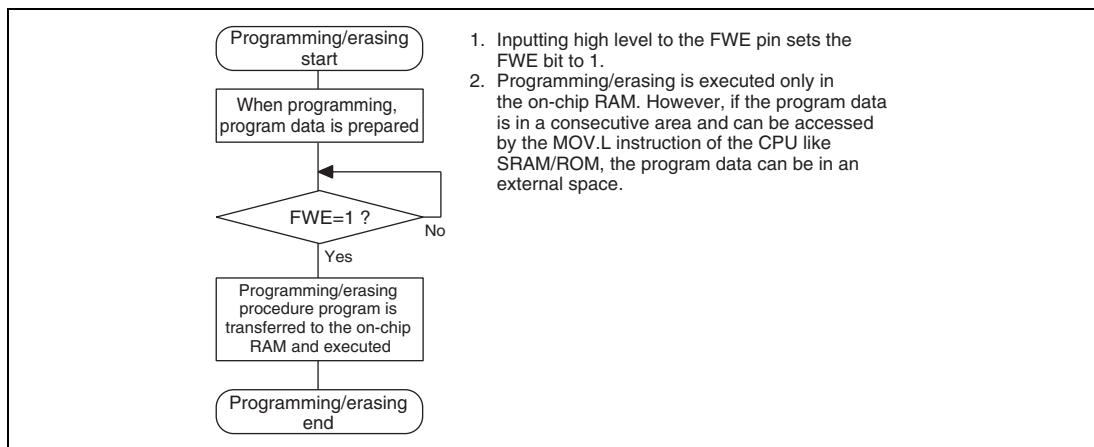 Programming/erasing
start
When programming,
program data is prepared
FWE=1 ?
No
Yes
Programming/erasing
procedure program is
transferred to the on-chip
RAM and executed
Programming/erasing
end
1. Inputting high level to the FWE pin sets the
FWE bit to 1.
2. Programming/erasing is executed only in
the on-chip RAM. However, if the program data
is in a consecutive area and can be accessed
by the MOV.L instruction of the CPU like
SRAM/ROM, the program data can be in an
external space.